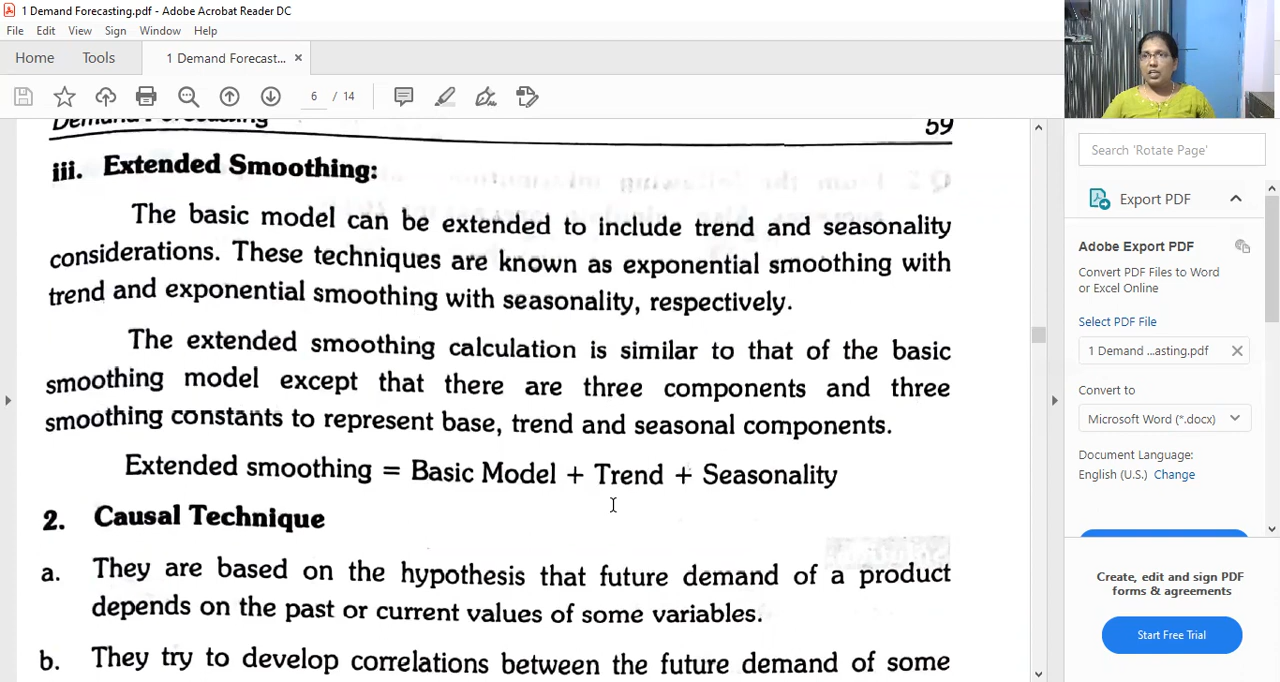 1 Demand Forecasting.pdf - Adobe Acrobat Reader DC
File Edit View Sign Window Help
Home Tools 1 Demand Forecast... ×
6 / 14
Demand Forecasting 59
iii. Extended Smoothing:
The basic model can be extended to include trend and seasonality
considerations. These techniques are known as exponential smoothing with
trend and exponential smoothing with seasonality, respectively.
The extended smoothing calculation is similar to that of the basic
smoothing model except that there are three components and three
smoothing constants to represent base, trend and seasonal components.
Extended smoothing = Basic Model + Trend + Seasonality
2. Causal Technique
a. They are based on the hypothesis that future demand of a product
depends on the past or current values of some variables.
b. They try to develop correlations between the future demand of some
Search 'Rotate Page'
Export PDF
Adobe Export PDF
Convert PDF Files to Word
or Excel Online
Select PDF File
1 Demand ...asting.pdf
Convert to
Microsoft Word (*.docx)
Document Language:
English (U.S.) Change
Create, edit and sign PDF
forms & agreements
Start Free Trial